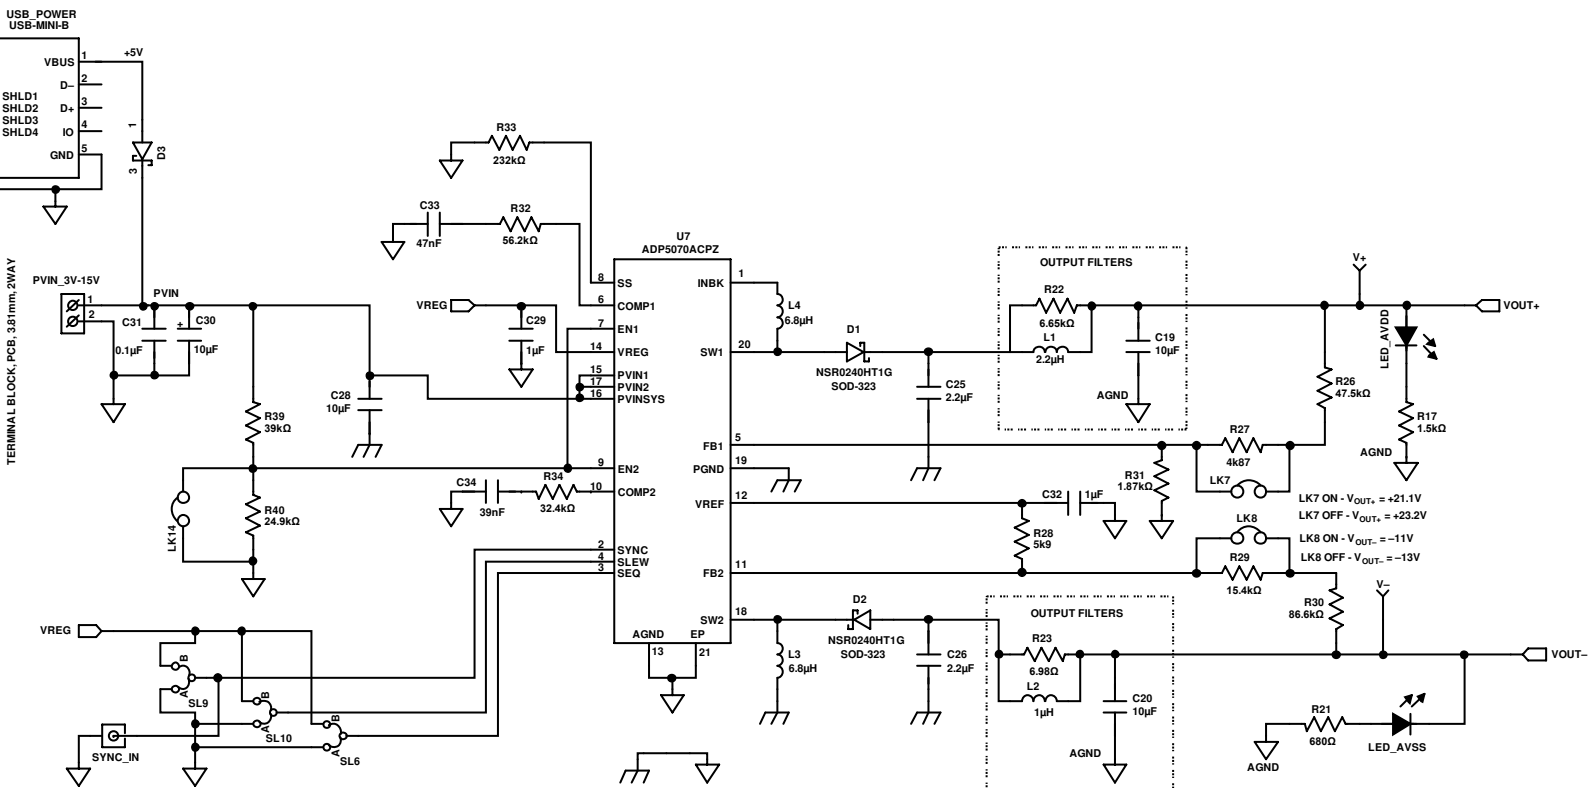 USB_POWER
USB-MINI-B
VBUS
1
+5V
D–
2
SHLD1
SHLD2
SHLD3
SHLD4
D+
3
IO
4
GND
5
1
D3
3
TERMINAL BLOCK, PCB, 3.81mm, 2WAY
PVIN_3V-15V
1
2
PVIN
C31
0.1µF
+
C30
10µF
R39
39kΩ
R40
24.9kΩ
LK14
C28
10µF
R33
232kΩ
C33
47nF
R32
56.2kΩ
VREG
C29
1µF
C34
39nF
R34
32.4kΩ
U7
ADP5070ACPZ
8
SS
6
COMP1
7
EN1
14
VREG
15
PVIN1
17
PVIN2
16
PVINSYS
9
EN2
10
COMP2
2
SYNC
4
SLEW
3
SEQ
INBK
1
SW1
20
FB1
5
PGND
19
VREF
12
FB2
11
SW2
18
AGND
EP
13
21
L4
6.8µH
D1
NSR0240HT1G
SOD-323
C25
2.2µF
OUTPUT FILTERS
R22
6.65kΩ
L1
2.2µH
C19
10µF
AGND
V+
VOUT+
LED_AVDD
R26
47.5kΩ
R17
1.5kΩ
AGND
R27
4k87
LK7
R31
1.87kΩ
LK7 ON - VOUT+ = +21.1V
LK7 OFF - VOUT+ = +23.2V
LK8 ON - VOUT– = –11V
LK8 OFF - VOUT– = –13V
C32
1µF
R28
5k9
LK8
R29
15.4kΩ
R30
86.6kΩ
V–
VOUT–
D2
NSR0240HT1G
SOD-323
L3
6.8µH
C26
2.2µF
OUTPUT FILTERS
R23
6.98Ω
L2
1µH
C20
10µF
AGND
R21
680Ω
LED_AVSS
AGND
VREG
B
A
SL9
B
A
SL10
B
A
SL6
SYNC_IN